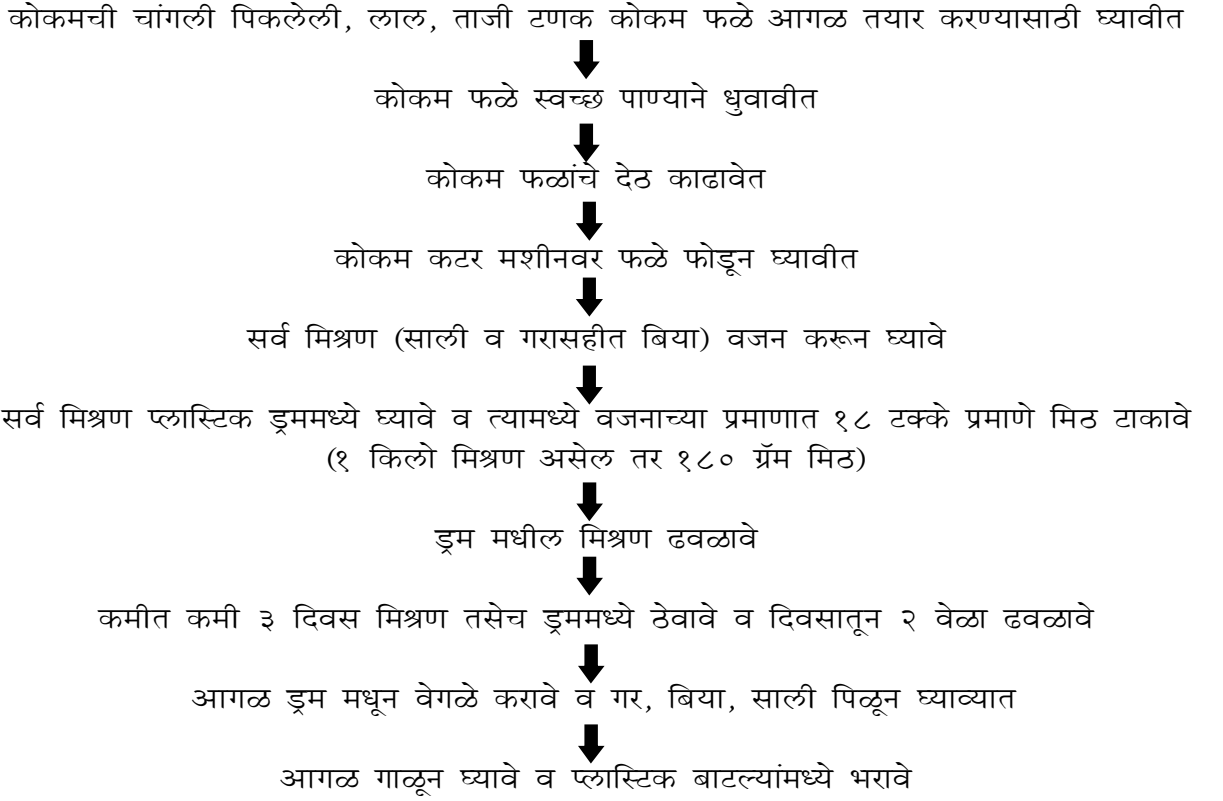 कोकमची चांगली पिकलेली, लाल, ताजी टणक कोकम फळे आगळ तयार करण्यासाठी घ्यावीत
कोकम फळे स्वच्छ पाण्याने धुवावीत
कोकम फळांचे देठ काढावेत
कोकम कटर मशीनवर फळे फोडून घ्यावीत
सर्व मिश्रण (साली व गरासहीत बिया) वजन करून घ्यावे
सर्व मिश्रण प्लास्टिक ड्रममध्ये घ्यावे व त्यामध्ये वजनाच्या प्रमाणात १८ टक्के प्रमाणे मिठ टाकावे
(१ किलो मिश्रण असेल तर १८० ग्रॅम मिठ)
ड्रम मधील मिश्रण ढवळावे
कमीत कमी ३ दिवस मिश्रण तसेच ड्रममध्ये ठेवावे व दिवसातून २ वेळा ढवळावे
आगळ ड्रम मधून वेगळे करावे व गर, बिया, साली पिळून घ्याव्यात
आगळ गाळून घ्यावे व प्लास्टिक बाटल्यांमध्ये भरावे